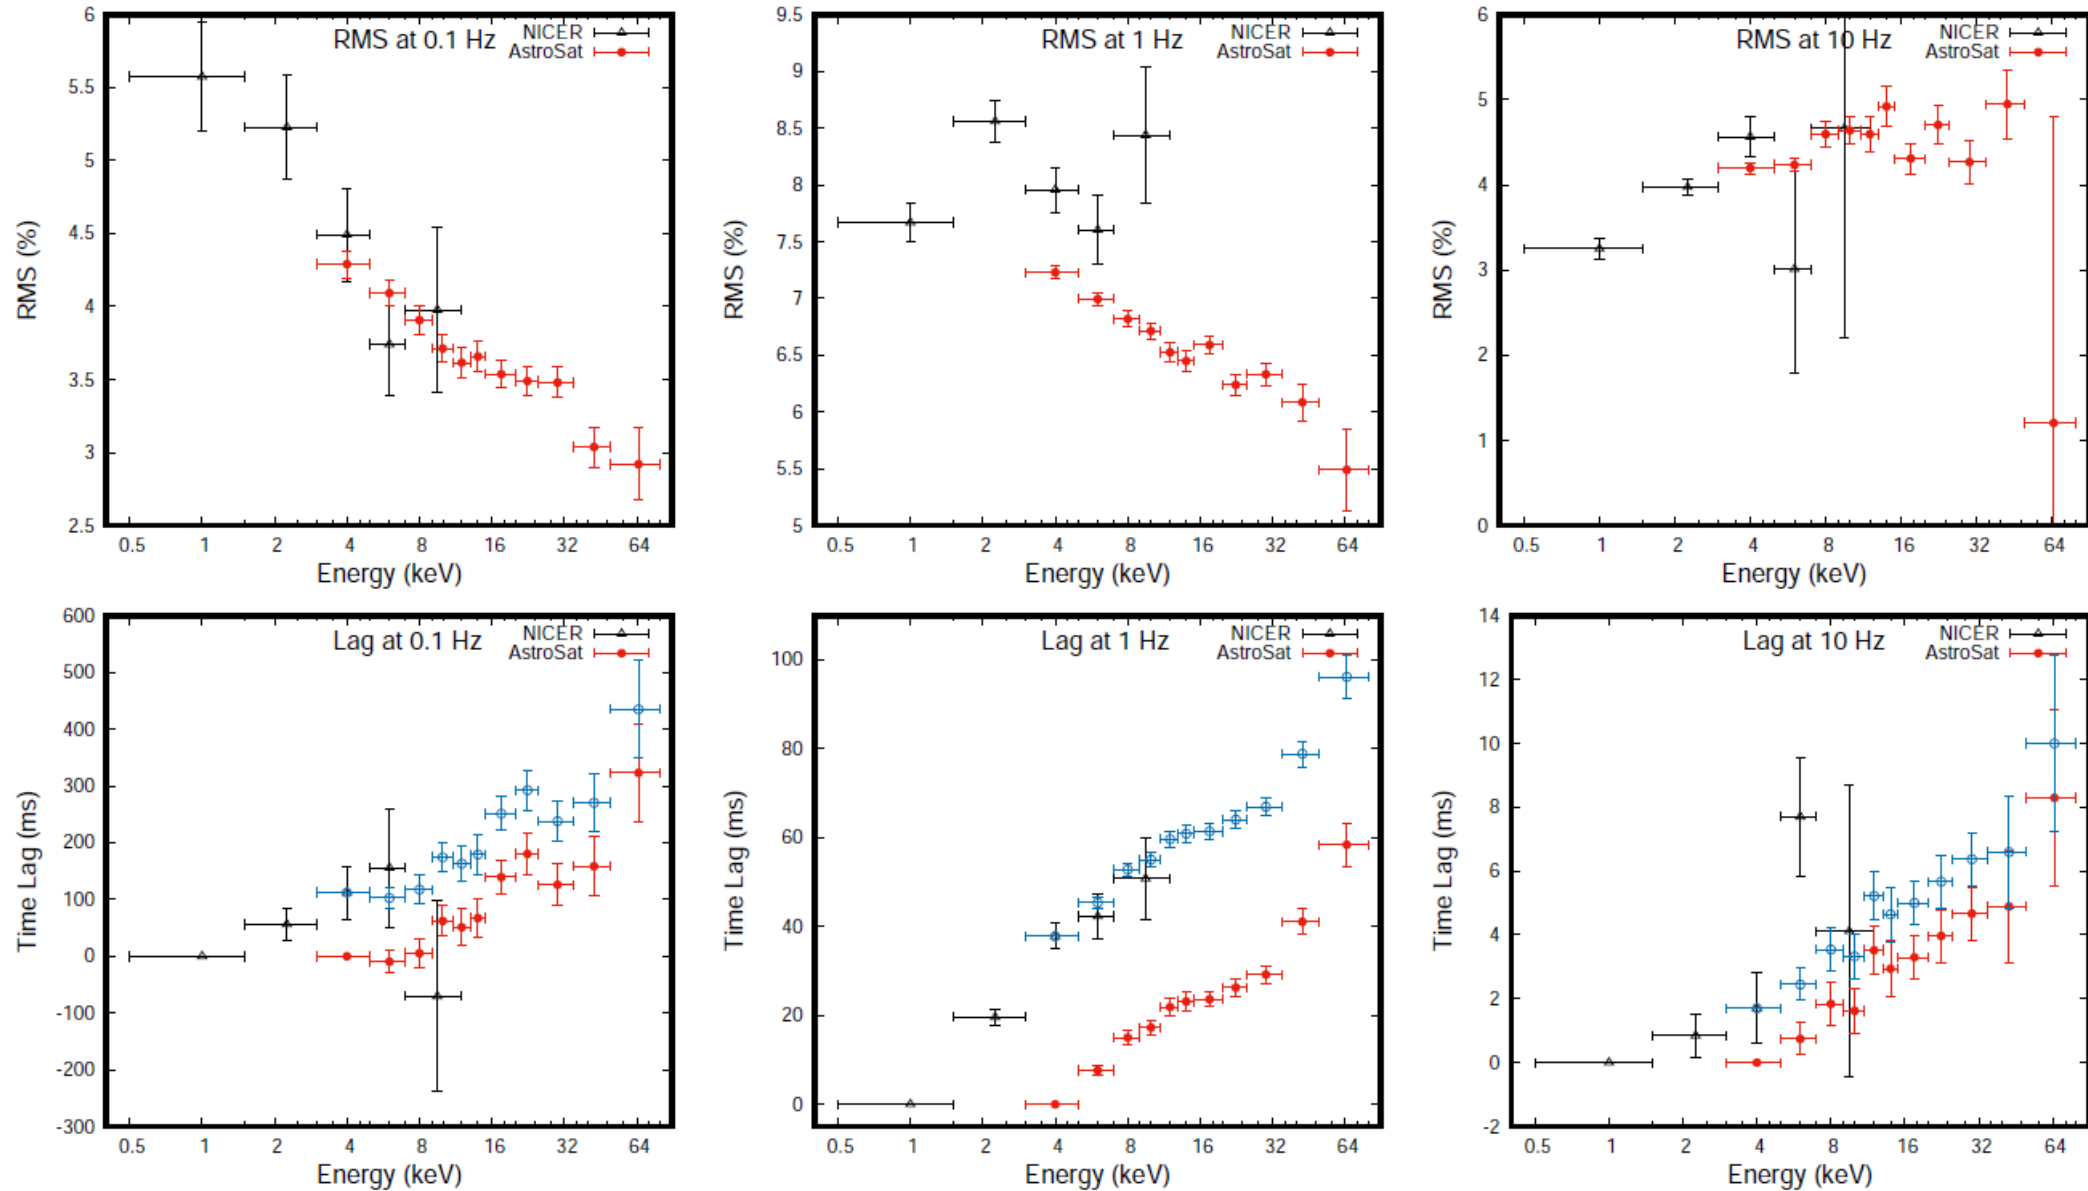 RMS at 0.1 Hz
NICER
AstroSat
RMS (%)
6
5.5
5
4.5
4
3.5
3
2.5
0.5 1 2 4 8 16 32 64
Energy (keV)
RMS at 1 Hz
NICER
AstroSat
RMS (%)
9.5
9
8.5
8
7.5
7
6.5
6
5.5
5
0.5 1 2 4 8 16 32 64
Energy (keV)
RMS at 10 Hz
NICER
AstroSat
RMS (%)
6
5
4
3
2
1
0
0.5 1 2 4 8 16 32 64
Energy (keV)
Lag at 0.1 Hz
NICER
AstroSat
Time Lag (ms)
600
500
400
300
200
100
0
-100
-200
-300
0.5 1 2 4 8 16 32 64
Energy (keV)
Lag at 1 Hz
NICER
AstroSat
Time Lag (ms)
100
80
60
40
20
0
0.5 1 2 4 8 16 32 64
Energy (keV)
Lag at 10 Hz
NICER
AstroSat
Time Lag (ms)
14
12
10
8
6
4
2
0
-2
0.5 1 2 4 8 16 32 64
Energy (keV)